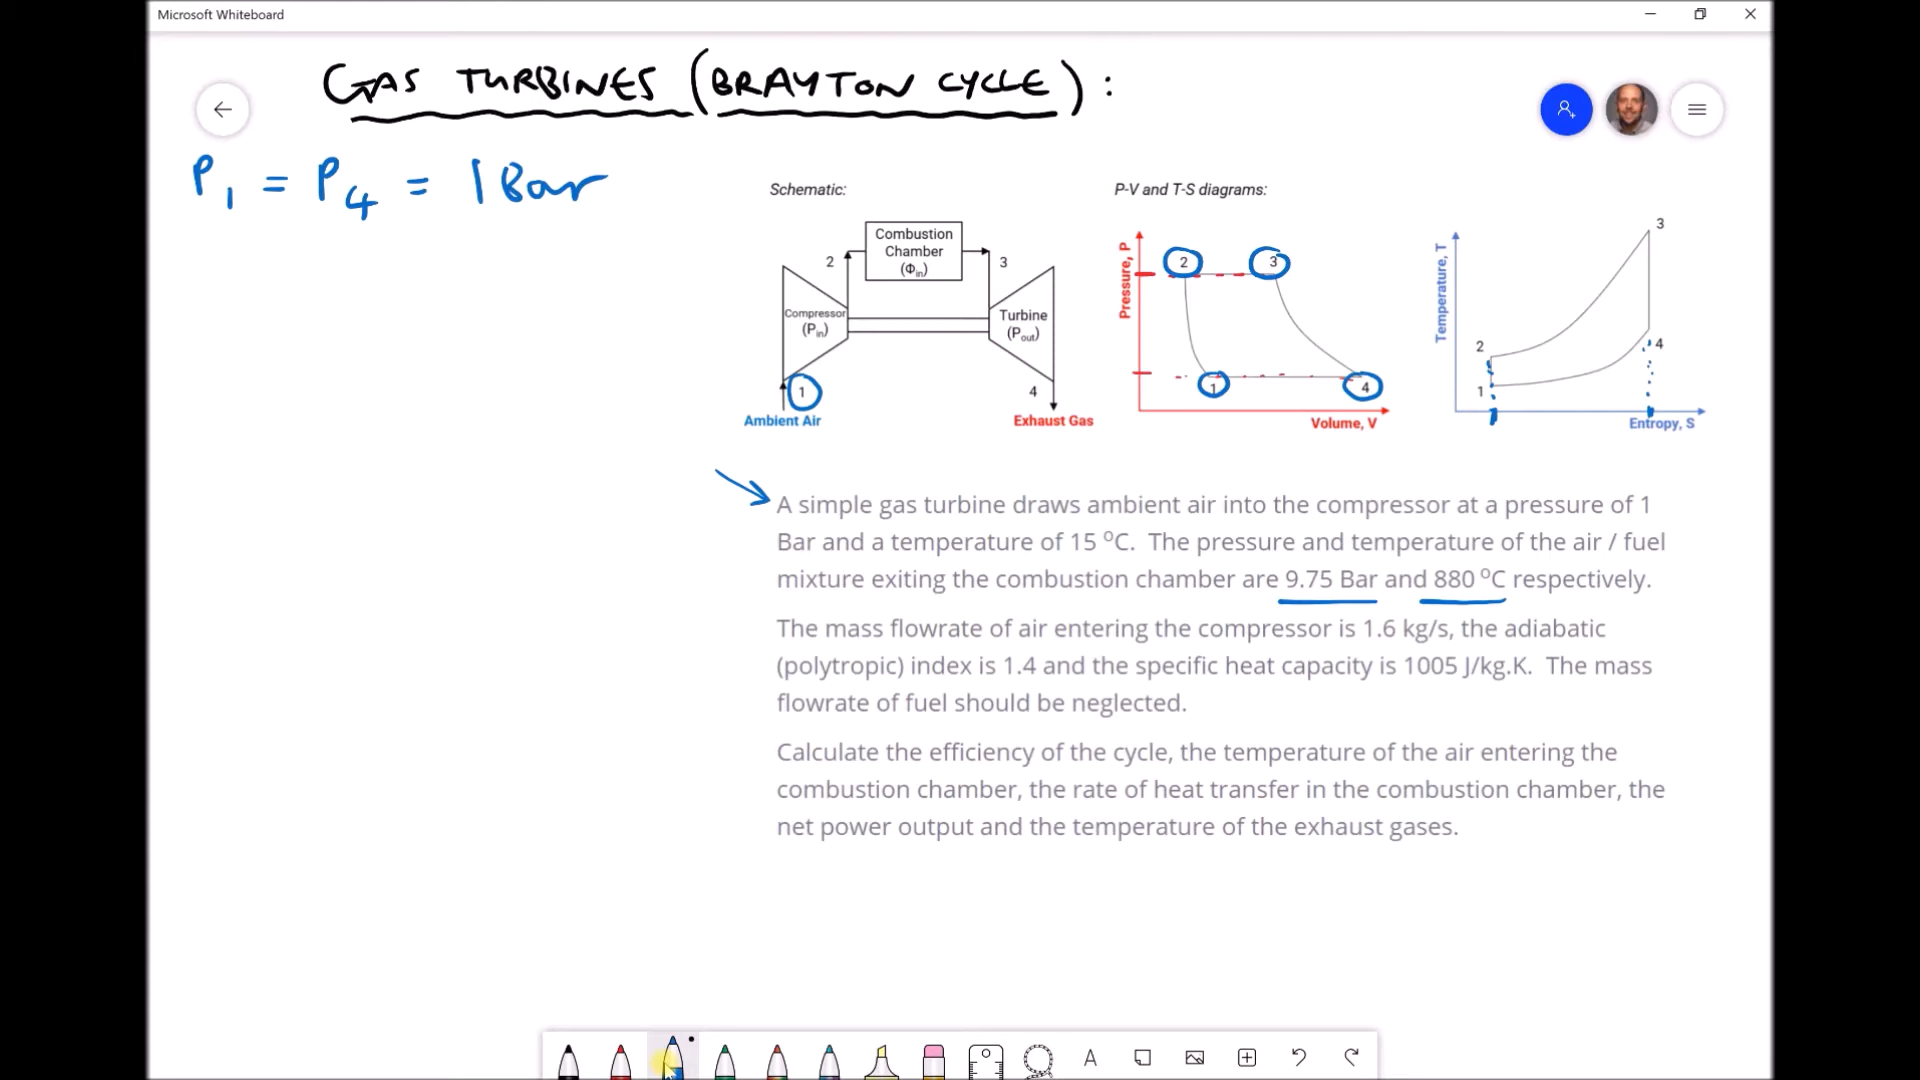 Microsoft Whiteboard
GAS TURBINES (BRAYTON CYCLE):
P1 = P4 = 1 Bar
Schematic:
P-V and T-S diagrams:
Combustion
Chamber
(Φin)
2
3
Compressor
(Pin)
Turbine
(Pout)
1
4
Ambient Air
Exhaust Gas
Pressure, P
2
3
1
4
Volume, V
Temperature, T
3
2
4
1
Entropy, S
A simple gas turbine draws ambient air into the compressor at a pressure of 1
Bar and a temperature of 15 ºC. The pressure and temperature of the air / fuel
mixture exiting the combustion chamber are 9.75 Bar and 880 ºC respectively.
The mass flowrate of air entering the compressor is 1.6 kg/s, the adiabatic
(polytropic) index is 1.4 and the specific heat capacity is 1005 J/kg.K. The mass
flowrate of fuel should be neglected.
Calculate the efficiency of the cycle, the temperature of the air entering the
combustion chamber, the rate of heat transfer in the combustion chamber, the
net power output and the temperature of the exhaust gases.
A